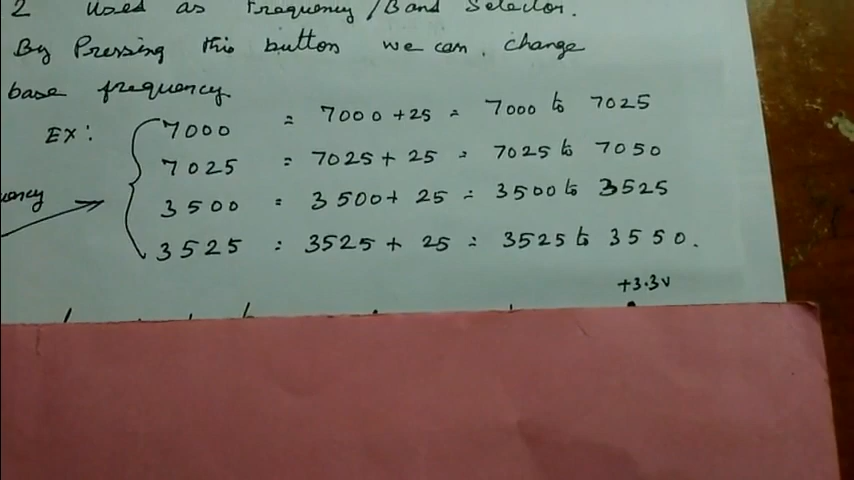 2 Used as Frequency/Band Selector.
By Pressing this button we can. change
base frequency
EX: 7000 = 7000+25 = 7000 to 7025
7025 = 7025+ 25 = 7025 to 7050
3500 = 3500+ 25 = 3500 to 3525
3525 = 3525 + 25 = 3525 to 3550.
+3.3V